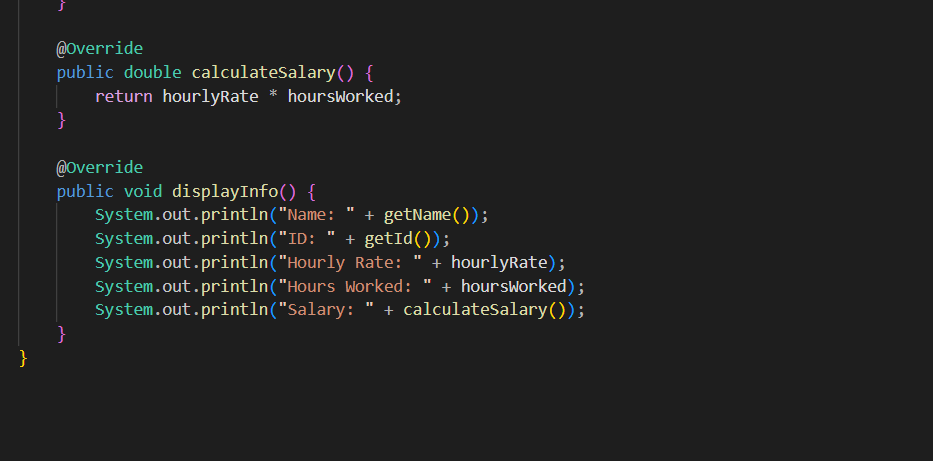 }
@Override
public double calculateSalary() {
return hourlyRate * hoursWorked;
}
@Override
public void displayInfo() {
System.out.println("Name: " + getName());
System.out.println("ID: " + getId());
System.out.println("Hourly Rate: " + hourlyRate);
System.out.println("Hours Worked: " + hoursWorked);
System.out.println("Salary: " + calculateSalary());
}
}